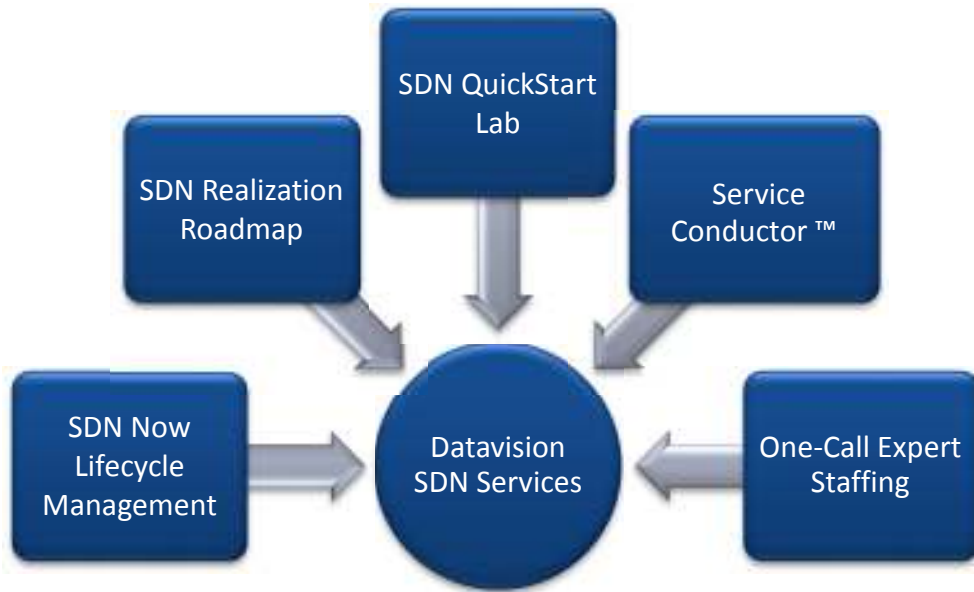 SDN QuickStart
Lab
SDN Realization
Roadmap
Service
Conductor ™
SDN Now
Lifecycle
Management
Datavision
SDN Services
One-Call Expert
Staffing